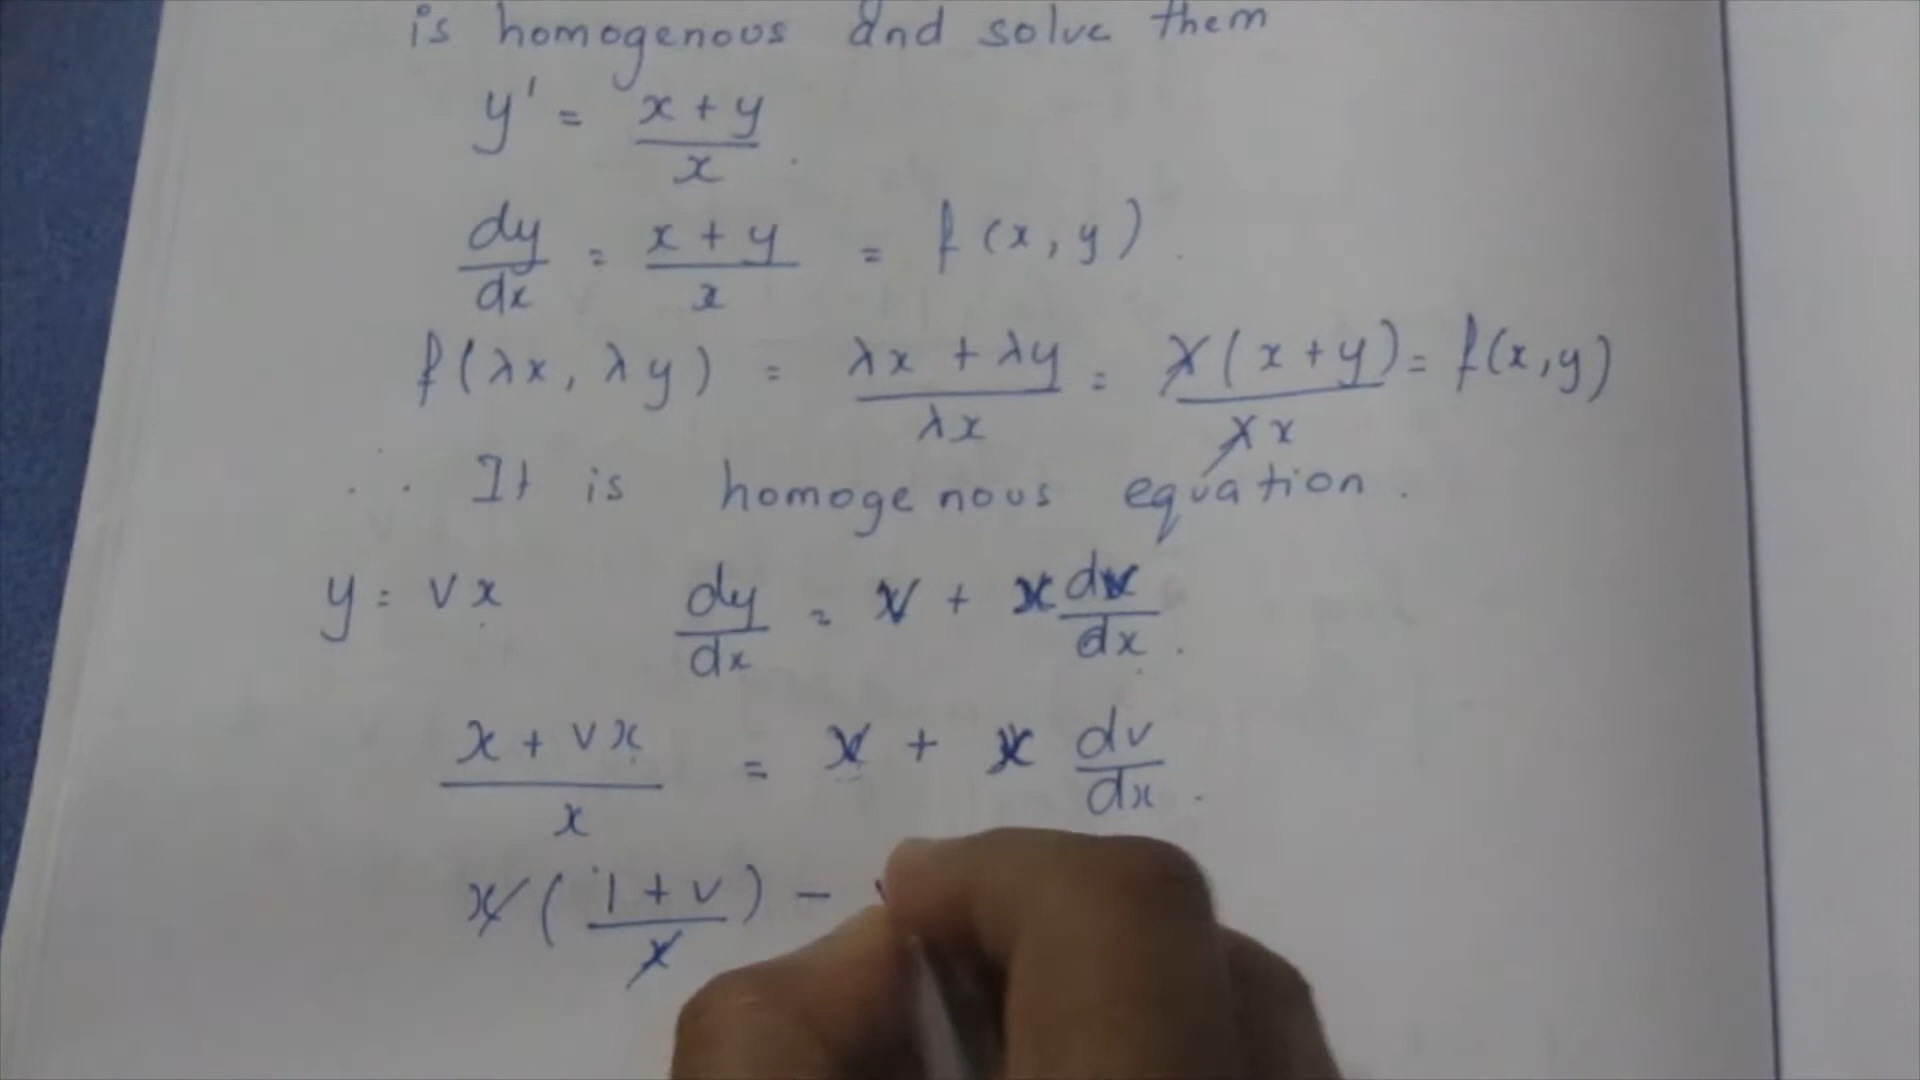 is homogenous and solve them
y' = x + y / x .
dy/dx = x + y / x = f(x, y) .
f(λx, λy) = λx + λy / λx = λ(x + y) / λx = f(x,y)
∴ It is homogenous equation .
y = vx dy/dx = v + x dv/dx .
x + vx / x = v + x dv/dx .
x ( 1 + v / x ) -